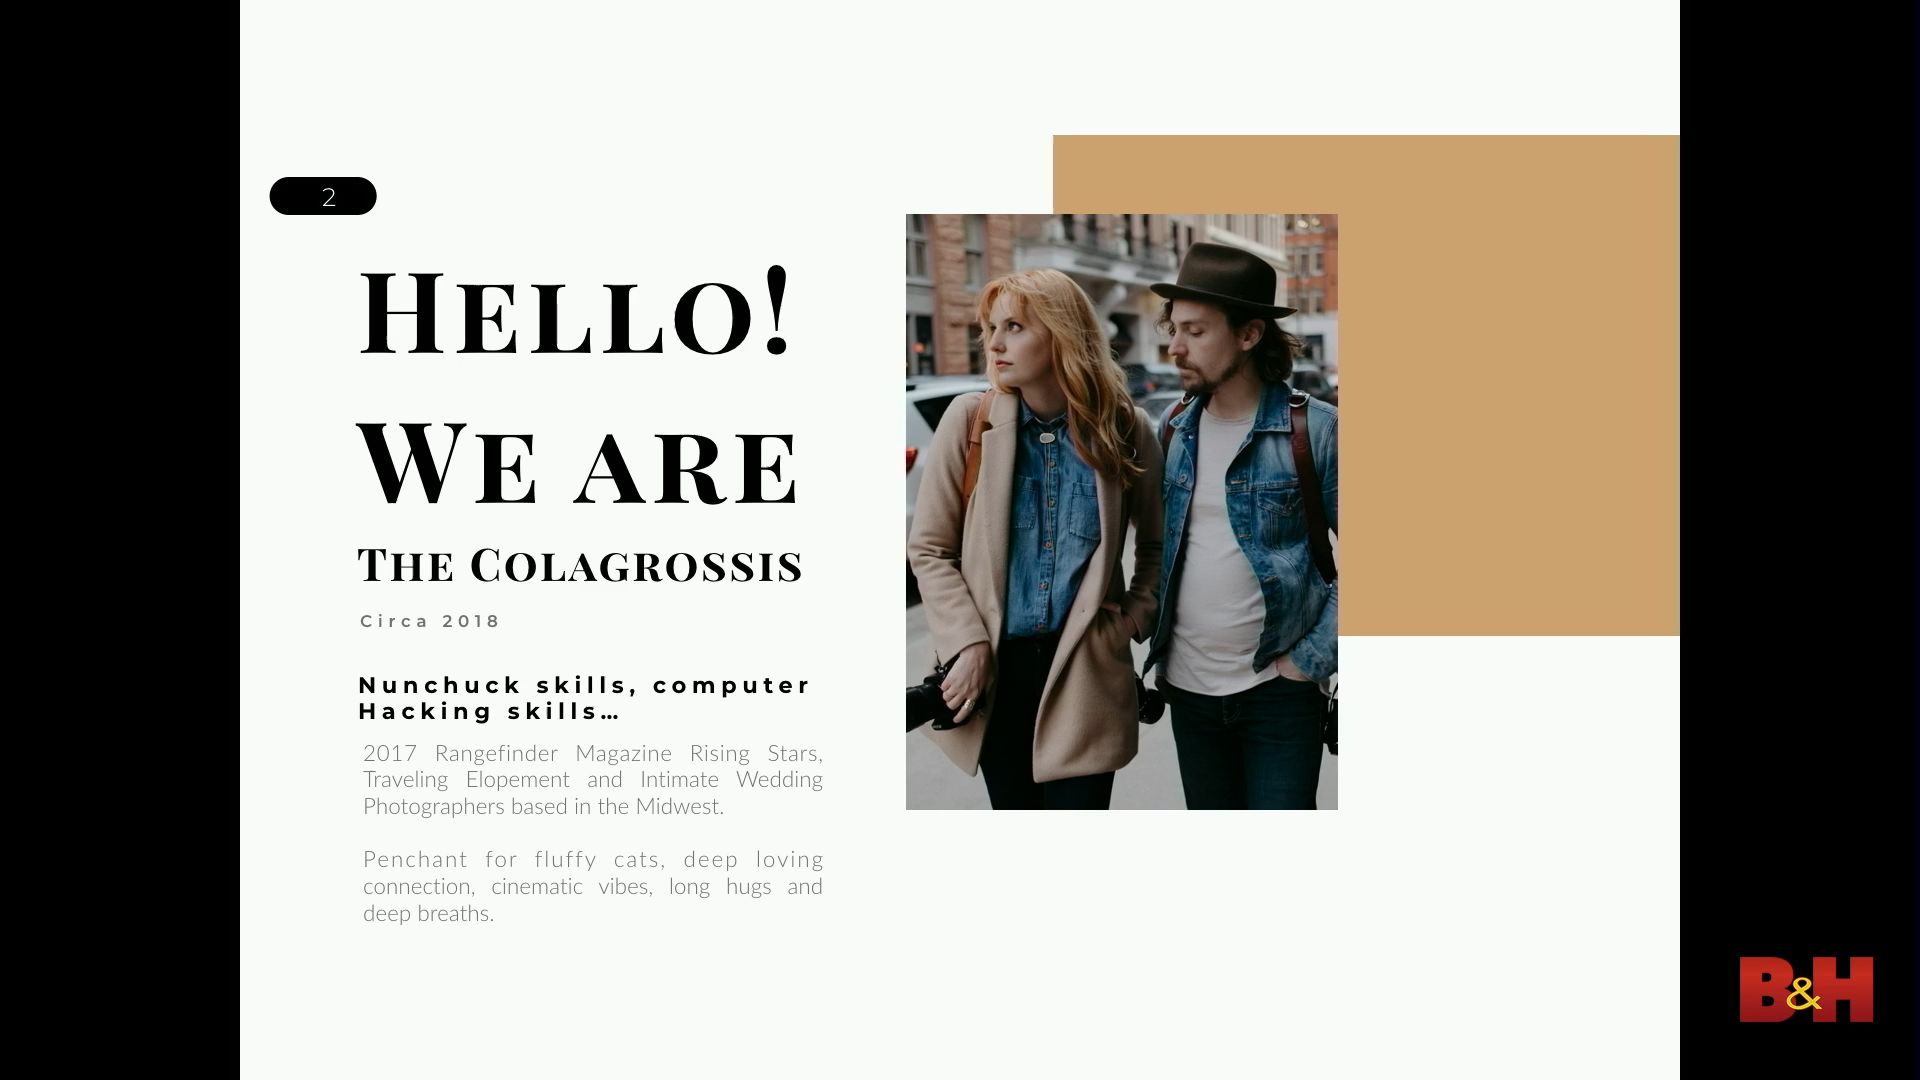 2
Hello!
We are
The Colagrossis
Circa 2018
Nunchuck skills, computer
Hacking skills…
2017 Rangefinder Magazine Rising Stars,
Traveling Elopement and Intimate Wedding
Photographers based in the Midwest.
Penchant for fluffy cats, deep loving
connection, cinematic vibes, long hugs and
deep breaths.
B&H